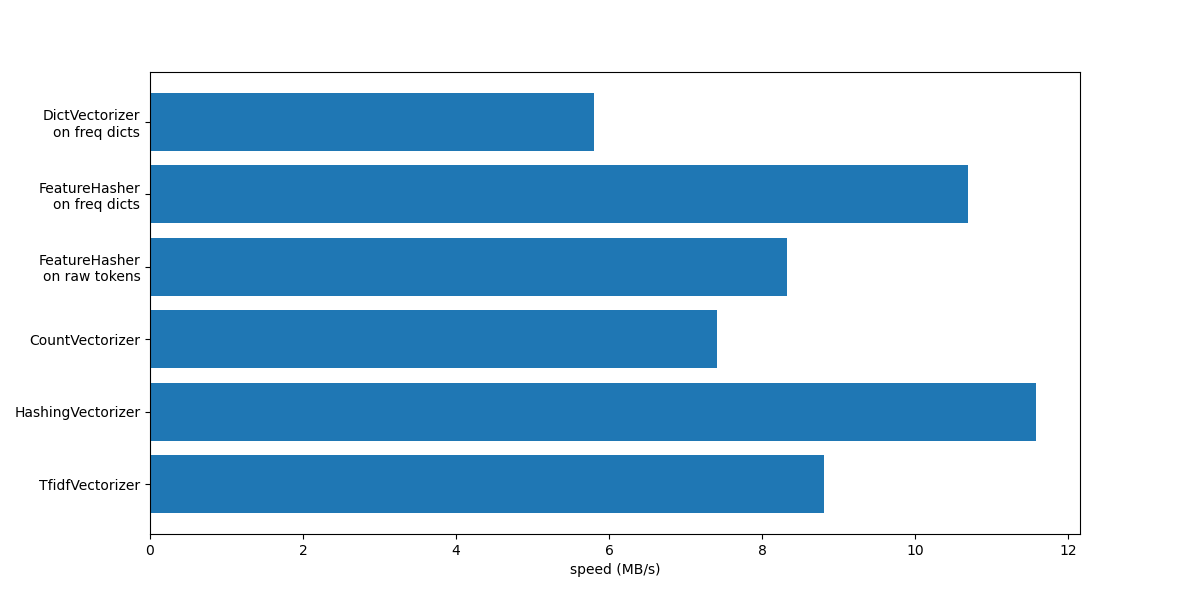 DictVectorizer
on freq dicts
FeatureHasher
on freq dicts
FeatureHasher
on raw tokens
CountVectorizer
HashingVectorizer
TfidfVectorizer
0 2 4 6 8 10 12
speed (MB/s)